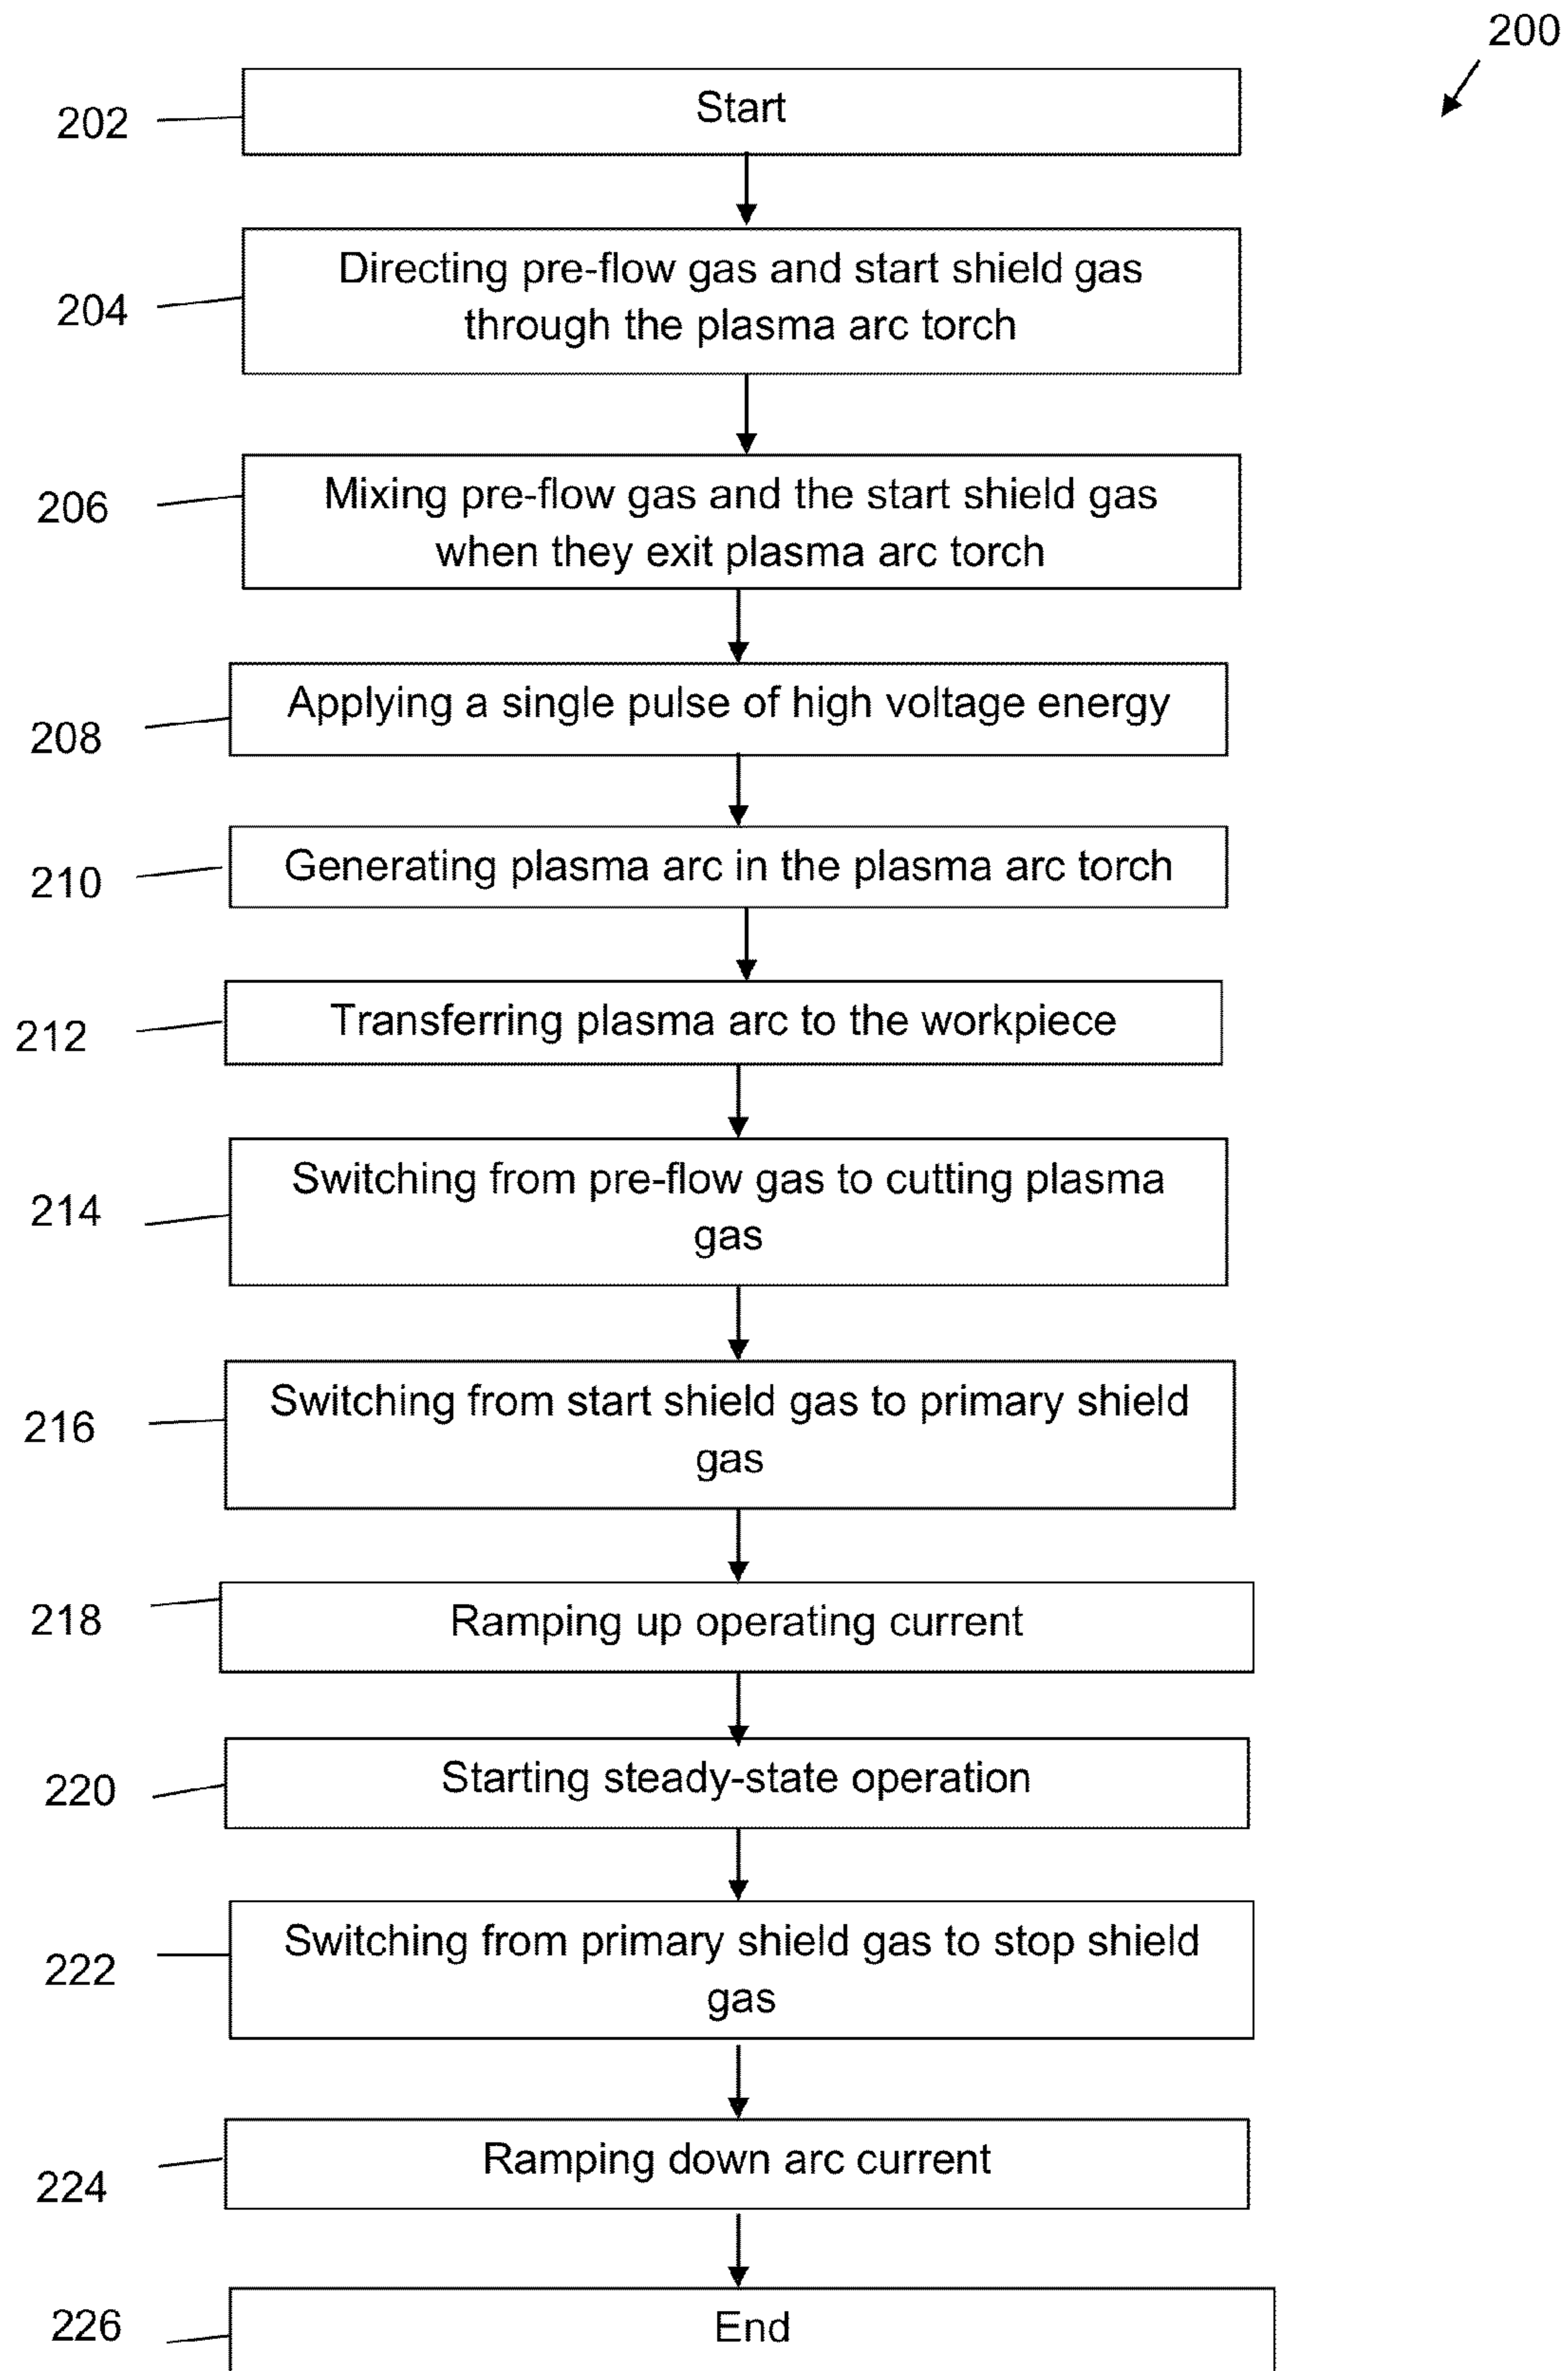 200
202
Start
204
Directing pre-flow gas and start shield gas
through the plasma arc torch
206
Mixing pre-flow gas and the start shield gas
when they exit plasma arc torch
208
Applying a single pulse of high voltage energy
210
Generating plasma arc in the plasma arc torch
212
Transferring plasma arc to the workpiece
214
Switching from pre-flow gas to cutting plasma
gas
216
Switching from start shield gas to primary shield
gas
218
Ramping up operating current
220
Starting steady-state operation
222
Switching from primary shield gas to stop shield
gas
224
Ramping down arc current
226
End